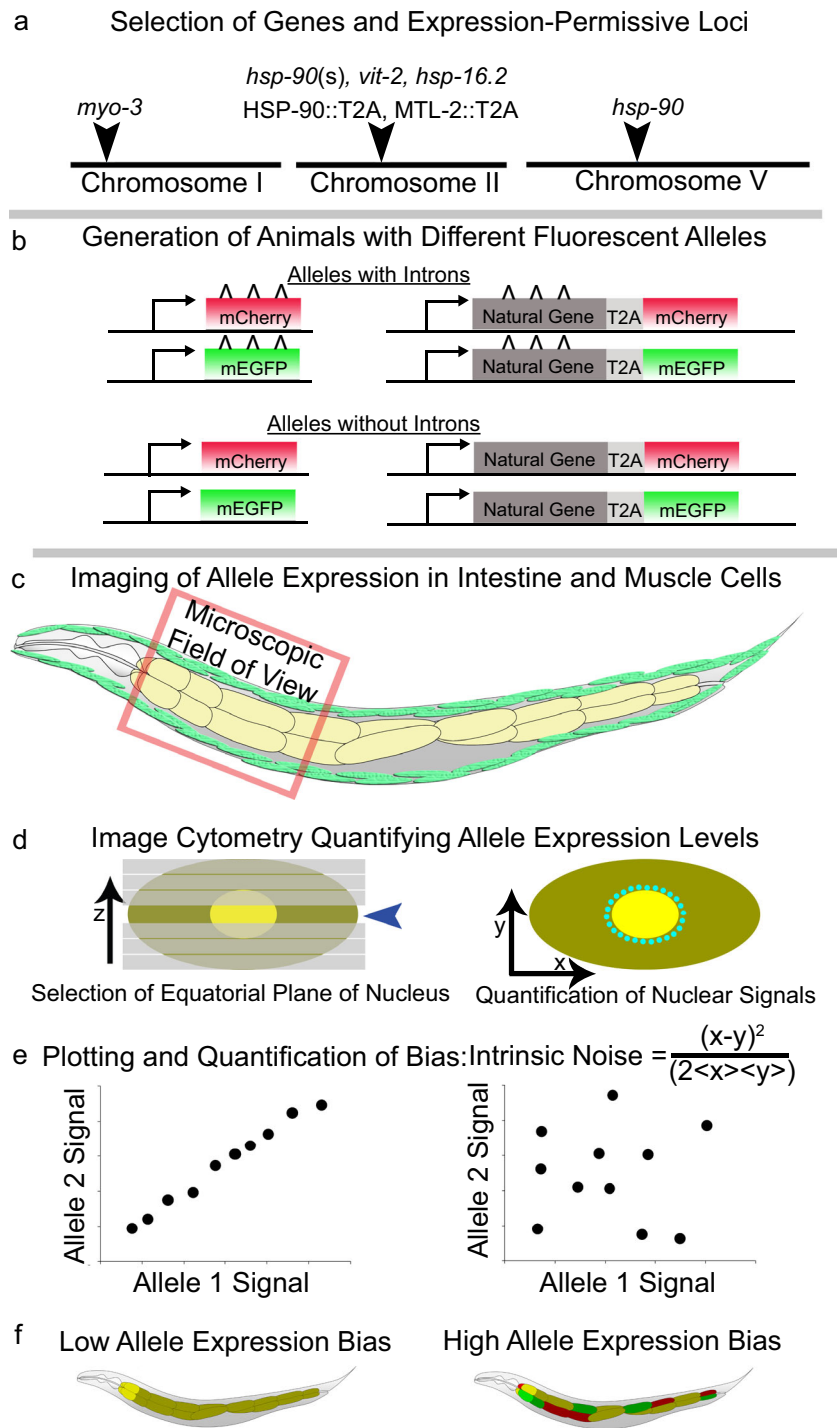 a Selection of Genes and Expression-Permissive Loci
hsp-90(s), vit-2, hsp-16.2
myo-3 HSP-90::T2A, MTL-2::T2A hsp-90
Chromosome I Chromosome II Chromosome V
b Generation of Animals with Different Fluorescent Alleles
Alleles with Introns
mCherry Natural Gene T2A mCherry
mEGFP Natural Gene T2A mEGFP
Alleles without Introns
mCherry Natural Gene T2A mCherry
mEGFP Natural Gene T2A mEGFP
c Imaging of Allele Expression in Intestine and Muscle Cells
Microscopic
Field of View
d Image Cytometry Quantifying Allele Expression Levels
z y x
Selection of Equatorial Plane of Nucleus Quantification of Nuclear Signals
e Plotting and Quantification of Bias: Intrinsic Noise = (x-y)²
(2<x><y>)
Allele 2 Signal Allele 2 Signal
Allele 1 Signal Allele 1 Signal
f Low Allele Expression Bias High Allele Expression Bias